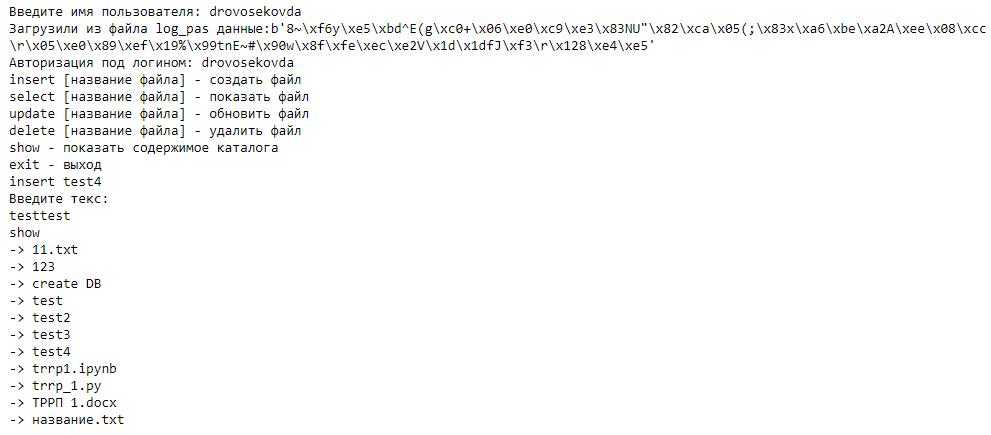 Введите имя пользователя: drovosekovda
Загрузили из файла log_pas данные:b'8~\xf6y\xe5\xbd^E(g\xc0+\x06\xe0\xc9\xe3\x83NU"\x82\xca\x05(;\x83x\xa6\xbe\xa2A\xee\x08\xcc
\r\x05\xe0\x89\xef\x19%\x99tnE~#\x90w\x8f\xfe\xec\xe2V\x1d\x1dfJ\xf3\r\x128\xe4\xe5'
Авторизация под логином: drovosekovda
insert [название файла] - создать файл
select [название файла] - показать файл
update [название файла] - обновить файл
delete [название файла] - удалить файл
show - показать содержимое каталога
exit - выход
insert test4
Введите текс:
testtest
show
-> 11.txt
-> 123
-> create DB
-> test
-> test2
-> test3
-> test4
-> trrp1.ipynb
-> trrp_1.py
-> ТРРП 1.docx
-> название.txt